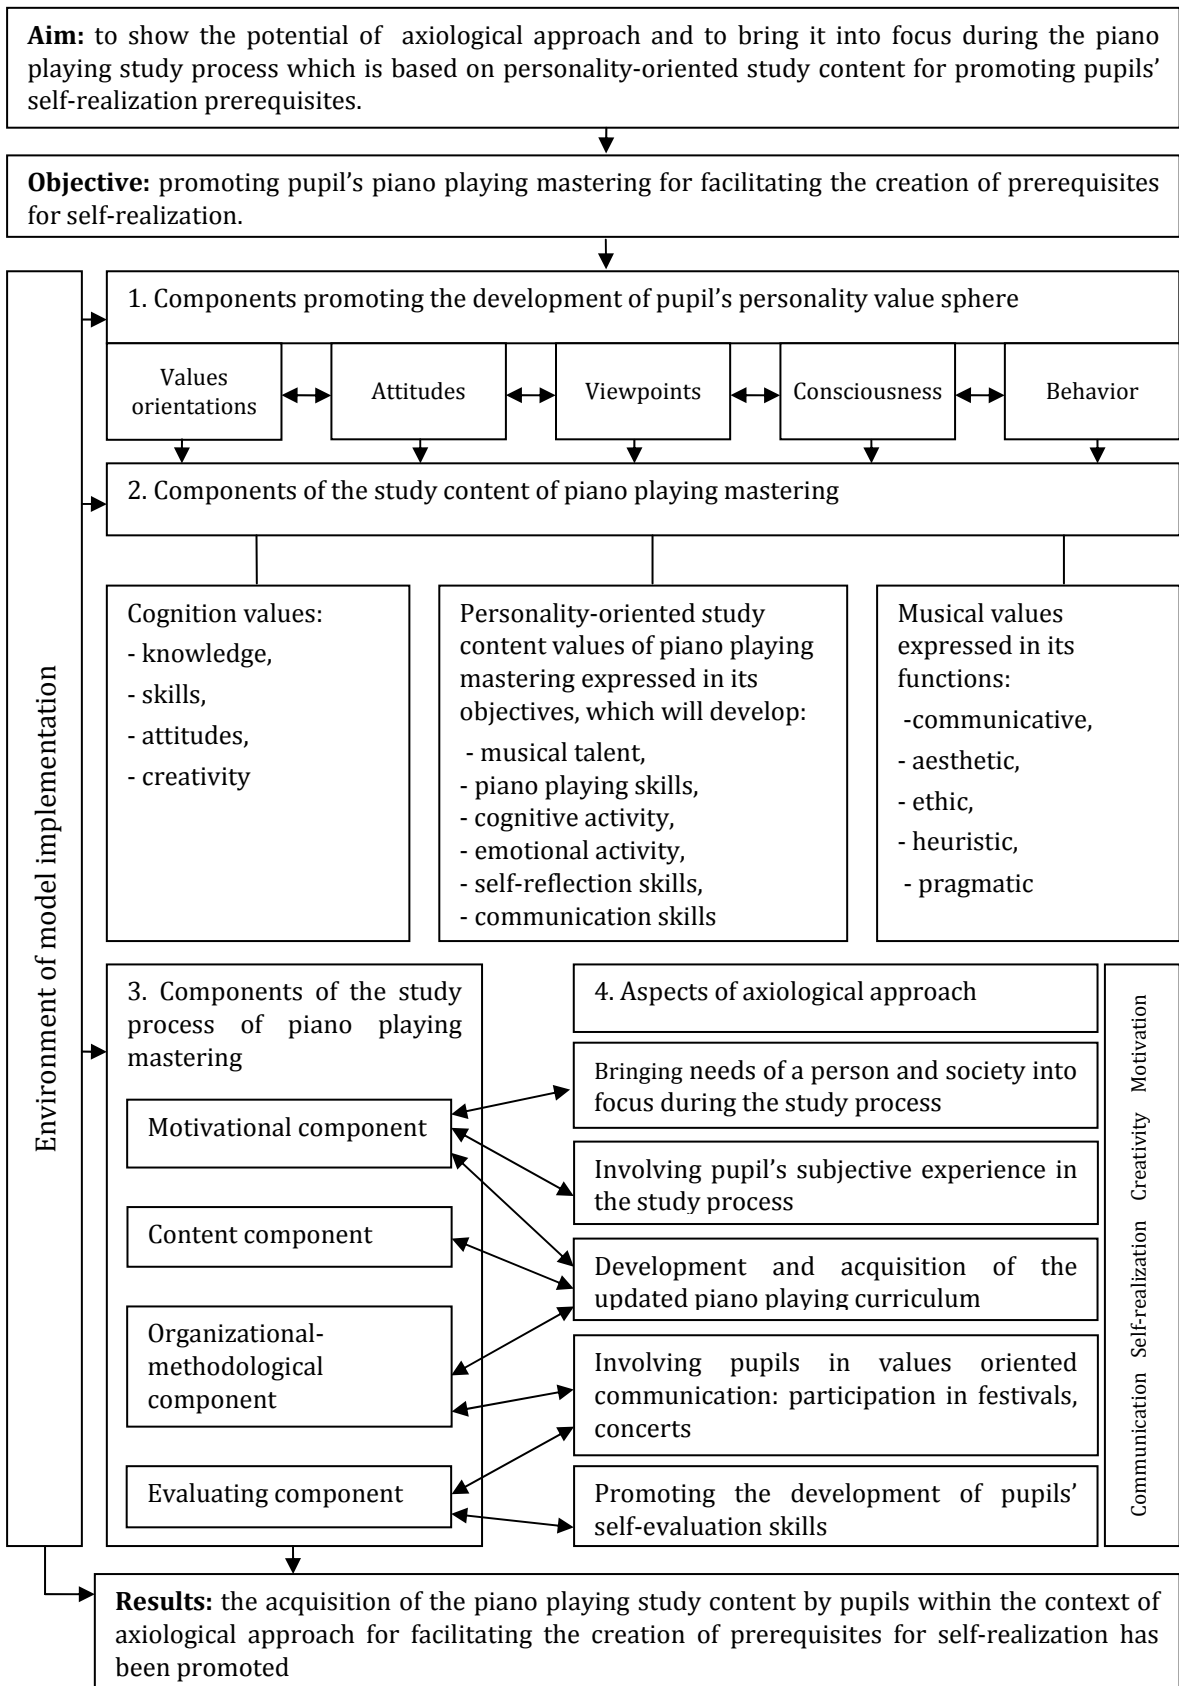 Aim: to show the potential of axiological approach and to bring it into focus during the piano
playing study process which is based on personality-oriented study content for promoting pupils'
self-realization prerequisites.
Objective: promoting pupil's piano playing mastering for facilitating the creation of prerequisites
for self-realization.
Environment of model implementation
1. Components promoting the development of pupil's personality value sphere
Values
orientations
Attitudes
Viewpoints
Consciousness
Behavior
2. Components of the study content of piano playing mastering
Cognition values:
- knowledge,
- skills,
- attitudes,
- creativity
Personality-oriented study
content values of piano playing
mastering expressed in its
objectives, which will develop:
- musical talent,
- piano playing skills,
- cognitive activity,
- emotional activity,
- self-reflection skills,
- communication skills
Musical values
expressed in its
functions:
-communicative,
- aesthetic,
- ethic,
- heuristic,
- pragmatic
3. Components of the study
process of piano playing
mastering
Motivational component
Content component
Organizational-
methodological
component
Evaluating component
4. Aspects of axiological approach
Bringing needs of a person and society into
focus during the study process
Involving pupil's subjective experience in
the study process
Development and acquisition of the
updated piano playing curriculum
Involving pupils in values oriented
communication: participation in festivals,
concerts
Promoting the development of pupils'
self-evaluation skills
Communication Self-realization Creativity Motivation
Results: the acquisition of the piano playing study content by pupils within the context of
axiological approach for facilitating the creation of prerequisites for self-realization has
been promoted